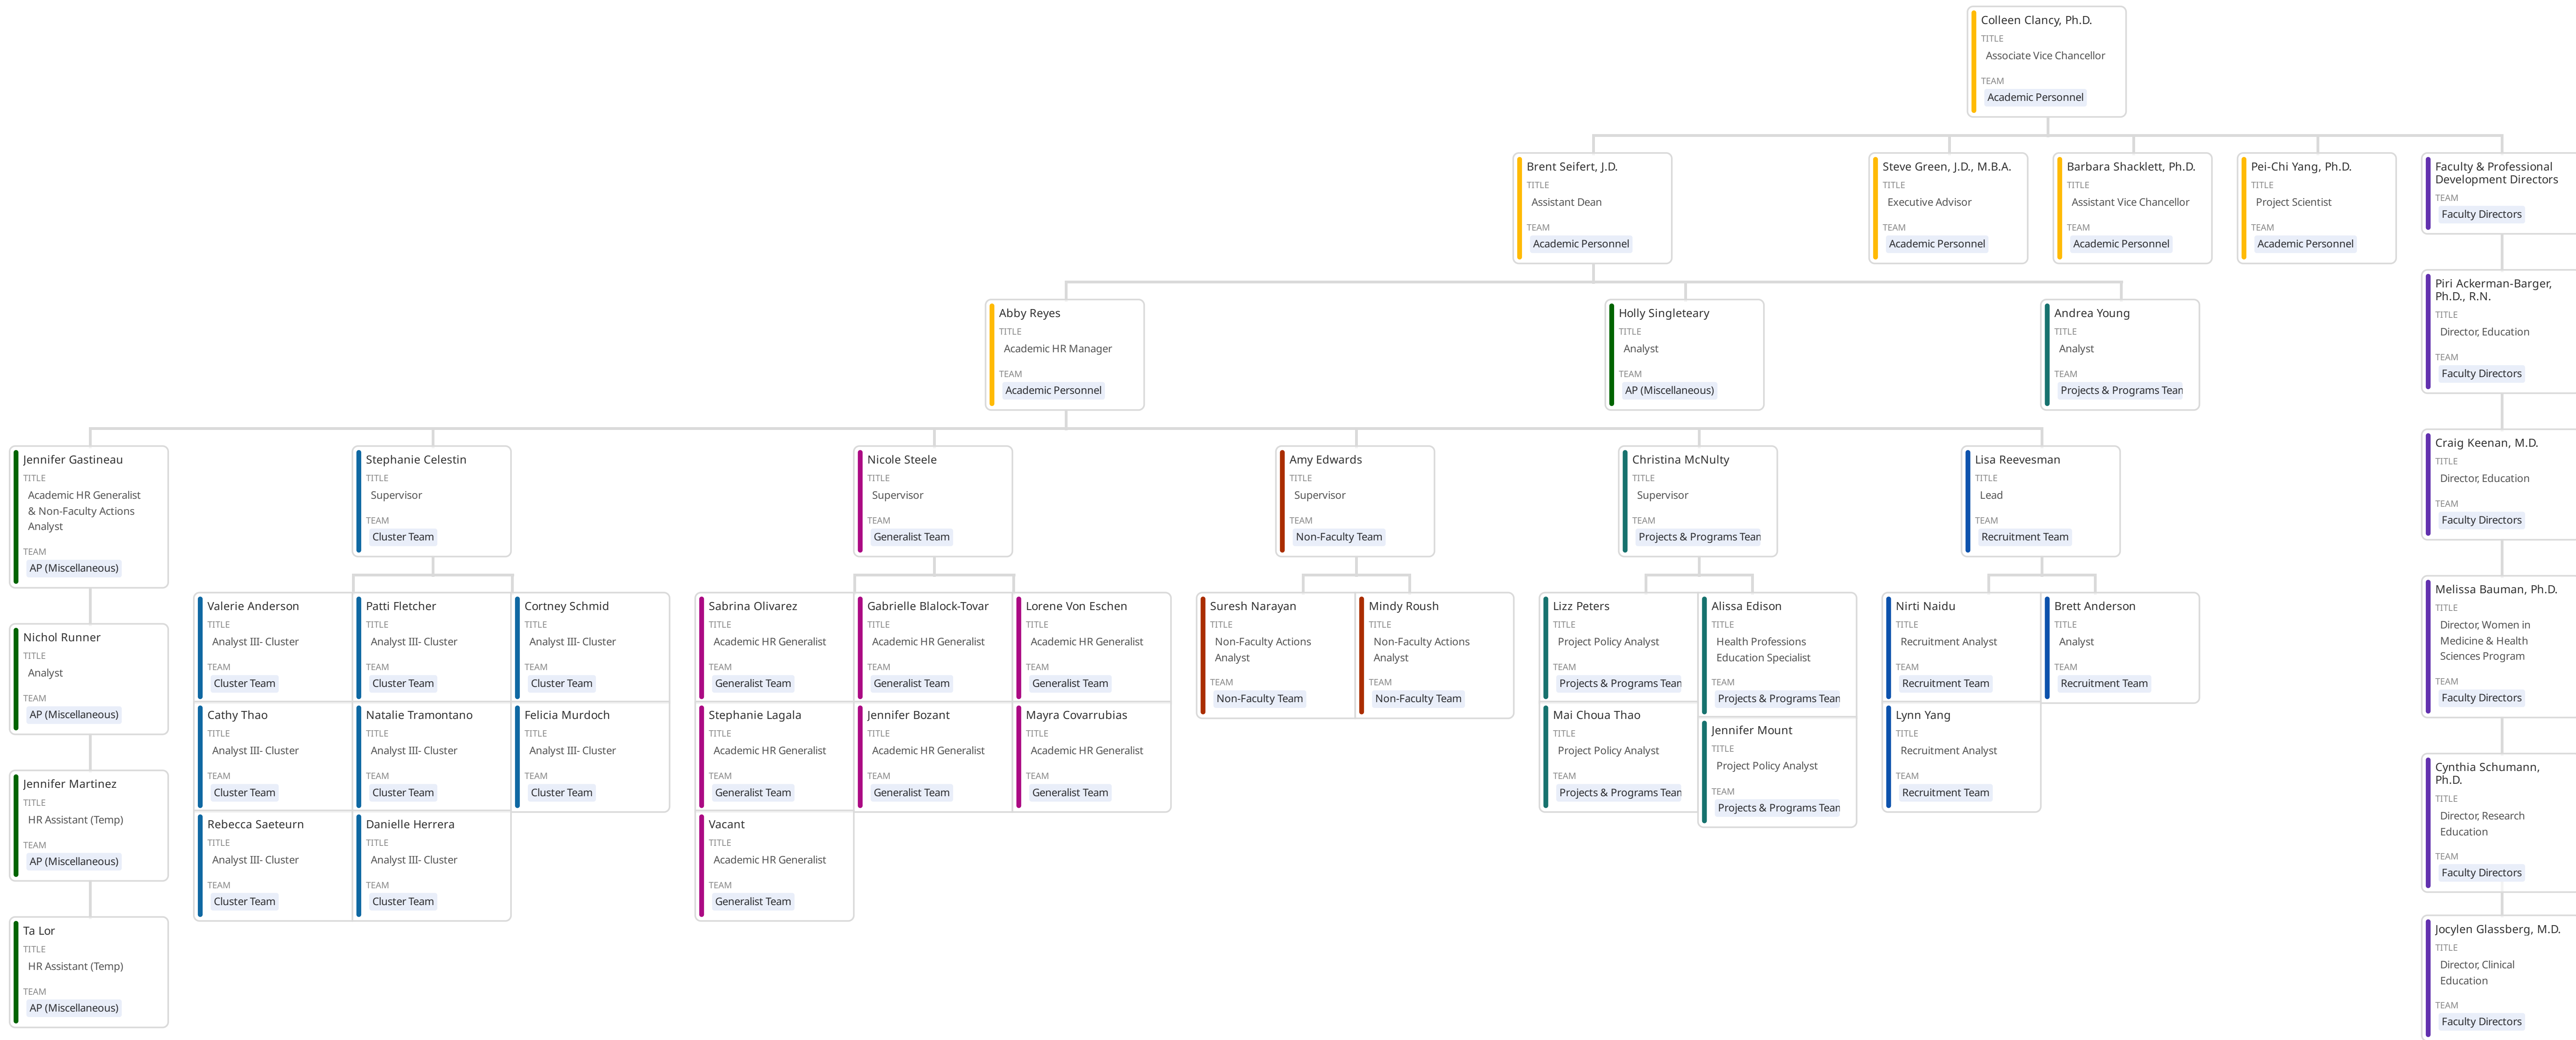 Colleen Clancy, Ph.D.
TITLE
Associate Vice Chancellor
TEAM
Academic Personnel
Brent Seifert, J.D.
TITLE
Assistant Dean
TEAM
Academic Personnel
Steve Green, J.D., M.B.A.
TITLE
Executive Advisor
TEAM
Academic Personnel
Barbara Shacklett, Ph.D.
TITLE
Assistant Vice Chancellor
TEAM
Academic Personnel
Pei-Chi Yang, Ph.D.
TITLE
Project Scientist
TEAM
Academic Personnel
Faculty & Professional
Development Directors
TEAM
Faculty Directors
Abby Reyes
TITLE
Academic HR Manager
TEAM
Academic Personnel
Holly Singleteary
TITLE
Analyst
TEAM
AP (Miscellaneous)
Andrea Young
TITLE
Analyst
TEAM
Projects & Programs Team
Piri Ackerman-Barger,
Ph.D., R.N.
TITLE
Director, Education
TEAM
Faculty Directors
Jennifer Gastineau
TITLE
Academic HR Generalist
& Non-Faculty Actions
Analyst
TEAM
AP (Miscellaneous)
Stephanie Celestin
TITLE
Supervisor
TEAM
Cluster Team
Nicole Steele
TITLE
Supervisor
TEAM
Generalist Team
Amy Edwards
TITLE
Supervisor
TEAM
Non-Faculty Team
Christina McNulty
TITLE
Supervisor
TEAM
Projects & Programs Team
Lisa Reevesman
TITLE
Lead
TEAM
Recruitment Team
Craig Keenan, M.D.
TITLE
Director, Education
TEAM
Faculty Directors
Nichol Runner
TITLE
Analyst
TEAM
AP (Miscellaneous)
Jennifer Martinez
TITLE
HR Assistant (Temp)
TEAM
AP (Miscellaneous)
Ta Lor
TITLE
HR Assistant (Temp)
TEAM
AP (Miscellaneous)
Valerie Anderson
TITLE
Analyst III- Cluster
TEAM
Cluster Team
Patti Fletcher
TITLE
Analyst III- Cluster
TEAM
Cluster Team
Cortney Schmid
TITLE
Analyst III- Cluster
TEAM
Cluster Team
Cathy Thao
TITLE
Analyst III- Cluster
TEAM
Cluster Team
Natalie Tramontano
TITLE
Analyst III- Cluster
TEAM
Cluster Team
Felicia Murdoch
TITLE
Analyst III- Cluster
TEAM
Cluster Team
Rebecca Saeteurn
TITLE
Analyst III- Cluster
TEAM
Cluster Team
Danielle Herrera
TITLE
Analyst III- Cluster
TEAM
Cluster Team
Sabrina Olivarez
TITLE
Academic HR Generalist
TEAM
Generalist Team
Gabrielle Blalock-Tovar
TITLE
Academic HR Generalist
TEAM
Generalist Team
Lorene Von Eschen
TITLE
Academic HR Generalist
TEAM
Generalist Team
Stephanie Lagala
TITLE
Academic HR Generalist
TEAM
Generalist Team
Jennifer Bozant
TITLE
Academic HR Generalist
TEAM
Generalist Team
Mayra Covarrubias
TITLE
Academic HR Generalist
TEAM
Generalist Team
Vacant
TITLE
Academic HR Generalist
TEAM
Generalist Team
Suresh Narayan
TITLE
Non-Faculty Actions
Analyst
TEAM
Non-Faculty Team
Mindy Roush
TITLE
Non-Faculty Actions
Analyst
TEAM
Non-Faculty Team
Lizz Peters
TITLE
Project Policy Analyst
TEAM
Projects & Programs Team
Alissa Edison
TITLE
Health Professions
Education Specialist
TEAM
Projects & Programs Team
Mai Choua Thao
TITLE
Project Policy Analyst
TEAM
Projects & Programs Team
Jennifer Mount
TITLE
Project Policy Analyst
TEAM
Projects & Programs Team
Nirti Naidu
TITLE
Recruitment Analyst
TEAM
Recruitment Team
Brett Anderson
TITLE
Analyst
TEAM
Recruitment Team
Lynn Yang
TITLE
Recruitment Analyst
TEAM
Recruitment Team
Melissa Bauman, Ph.D.
TITLE
Director, Women in
Medicine & Health
Sciences Program
TEAM
Faculty Directors
Cynthia Schumann,
Ph.D.
TITLE
Director, Research
Education
TEAM
Faculty Directors
Jocylen Glassberg, M.D.
TITLE
Director, Clinical
Education
TEAM
Faculty Directors